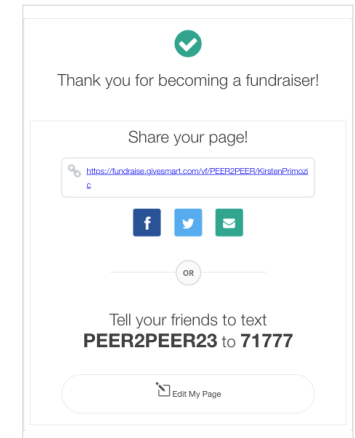 Thank you for becoming a fundraiser!
Share your page!
https://fundraise.givesmart.com/vf/PEER2PEER/KirstenPrimozi
c
f
OR
Tell your friends to text
PEER2PEER23 to 71777
Edit My Page